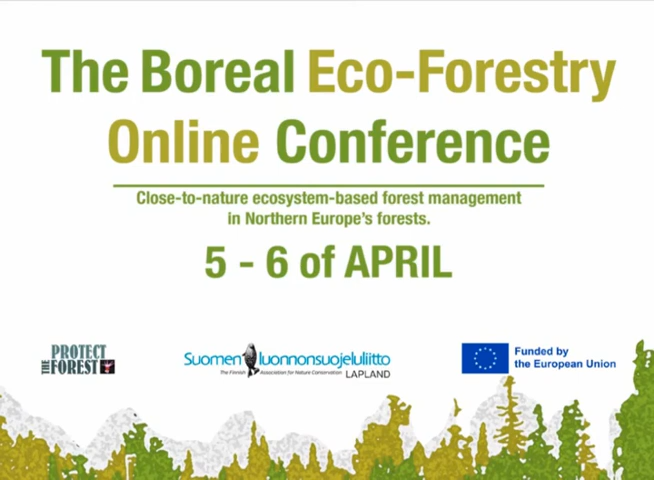 The Boreal Eco-Forestry
Online Conference
Close-to-nature ecosystem-based forest management
in Northern Europe's forests.
5 - 6 of APRIL
PROTECT
THE FOREST
Suomen luonnonsuojeluliitto
The Finnish Association for Nature Conservation LAPLAND
Funded by
the European Union